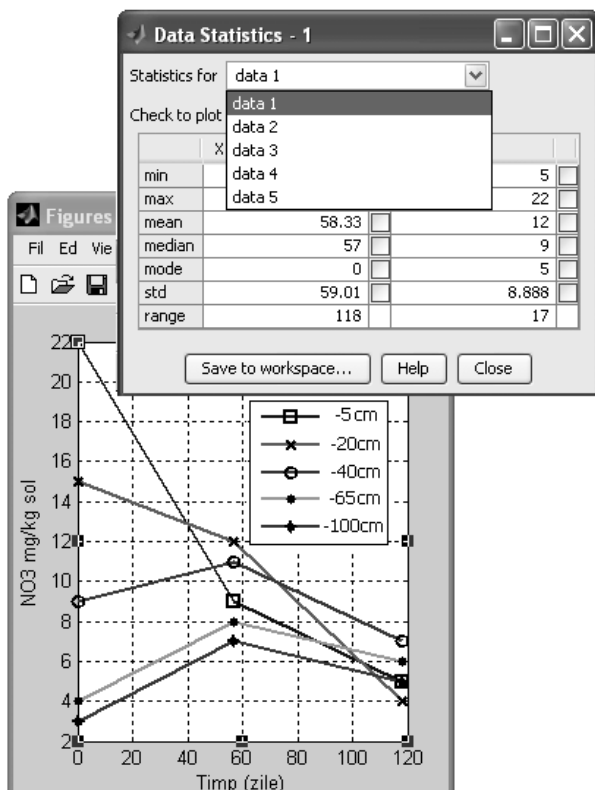 Data Statistics - 1
Statistics for data 1
data 1
data 2
data 3
data 4
data 5
Check to plot
X
min 5
max 22
mean 58.33 12
median 57 9
mode 0 5
std 59.01 8.888
range 118 17
Save to workspace... Help Close
Figures
Fil Ed Vie
22
20
18
16
14
12
10
8
6
4
2
NO3 mg/kg sol
-5cm
-20cm
-40cm
-65cm
-100cm
0 20 40 60 80 100 120
Timp (zile)